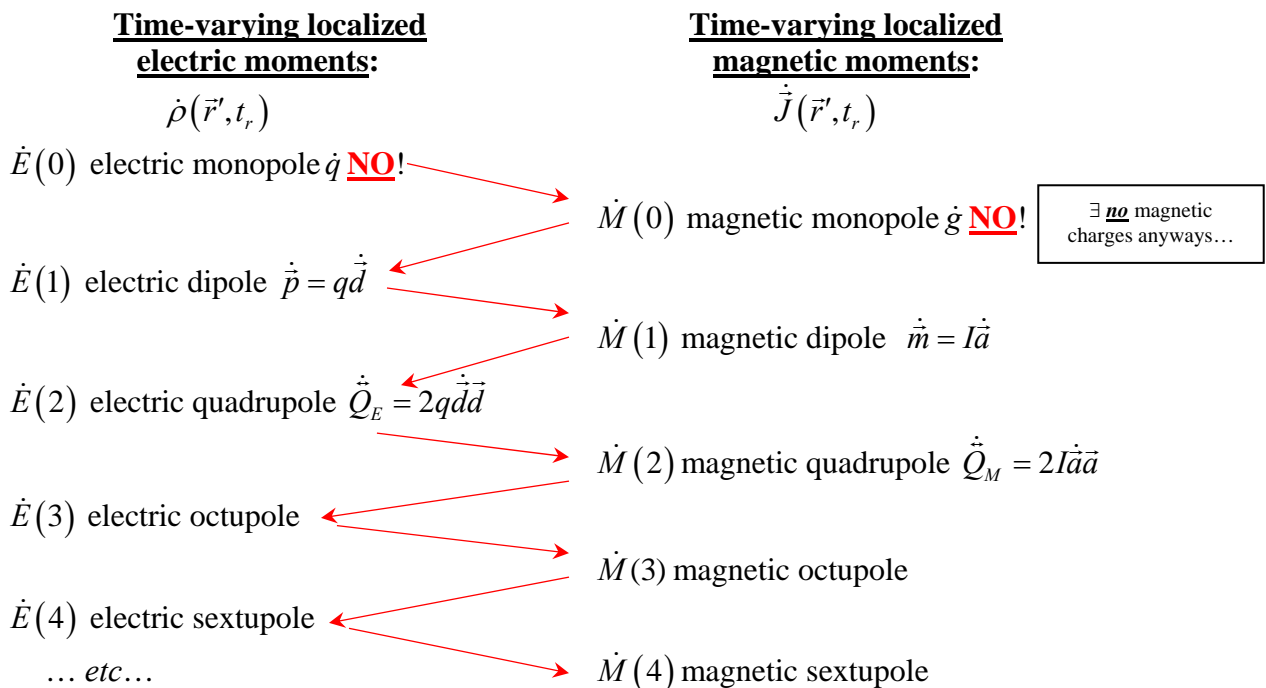 Time-varying localized
electric moments:
ρ̇(r⃗′,t_r)
Time-varying localized
magnetic moments:
J⃗̇(r⃗′,t_r)
Ė(0) electric monopole q̇ NO!
Ṁ(0) magnetic monopole ġ NO!
∃ no magnetic
charges anyways…
Ė(1) electric dipole p⃗̇ = qd⃗̇
Ṁ(1) magnetic dipole m⃗̇ = Ia⃗̇
Ė(2) electric quadrupole Q⃡̇_E = 2qd⃗̇d⃗
Ṁ(2) magnetic quadrupole Q⃡̇_M = 2Ia⃗̇a⃗
Ė(3) electric octupole
Ṁ(3) magnetic octupole
Ė(4) electric sextupole
… etc…
Ṁ(4) magnetic sextupole